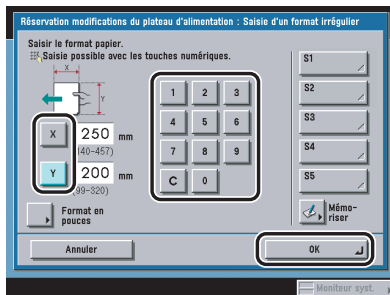 Réservation modifications du plateau d'alimentation : Saisie d'un format irrégulier
Saisir le format papier.
Saisie possible avec les touches numériques.
X
Y
X 250 mm
(140-457)
Y 200 mm
(99-320)
Format en
pouces
1 2 3
4 5 6
7 8 9
C 0
S1
S2
S3
S4
S5
Mémo-
riser
Annuler
OK
Moniteur syst.